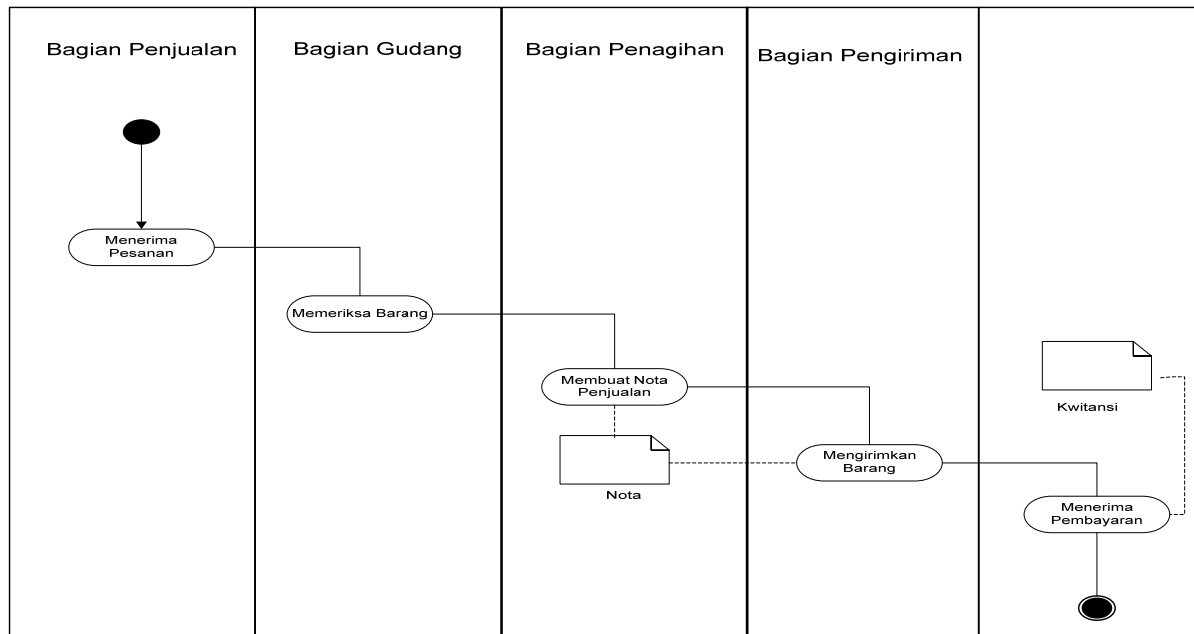 Bagian Penjualan
Bagian Gudang
Bagian Penagihan
Bagian Pengiriman
Menerima
Pesanan
Memeriksa Barang
Membuat Nota
Penjualan
Nota
Mengirimkan
Barang
Kwitansi
Menerima
Pembayaran